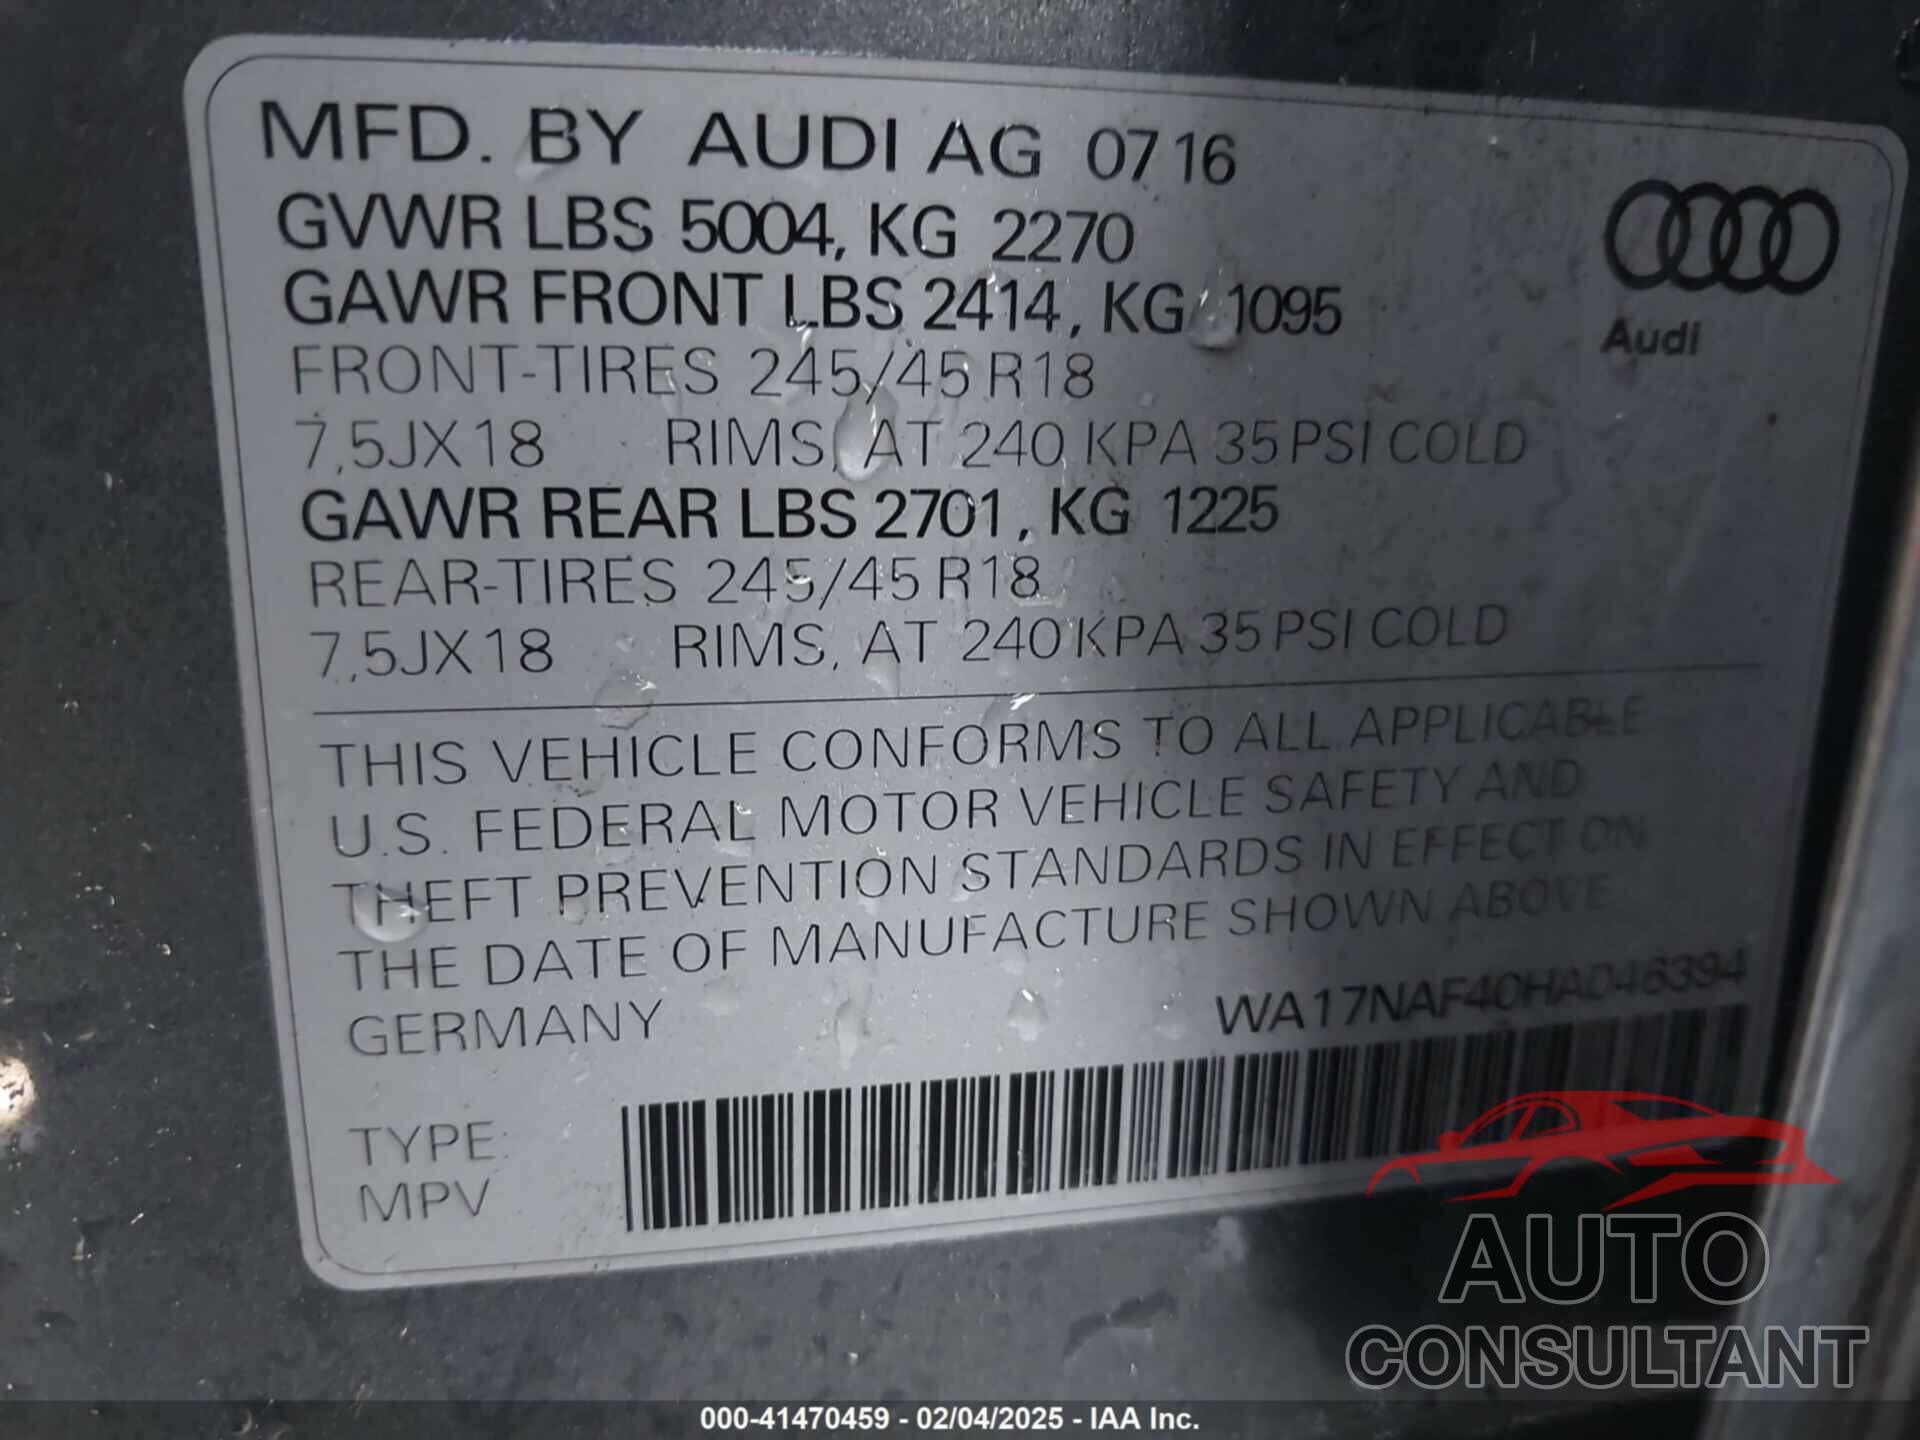 MFD. BY AUDI AG 07 16
GVWR LBS 5004, KG 2270
GAWR FRONT LBS 2414, KG 1095
FRONT-TIRES 245/45 R18
7,5JX18 RIMS, AT 240 KPA 35 PSI COLD
GAWR REAR LBS 2701, KG 1225
REAR-TIRES 245/45 R18
7,5JX18 RIMS, AT 240 KPA 35 PSI COLD
Audi
THIS VEHICLE CONFORMS TO ALL APPLICABLE
U.S. FEDERAL MOTOR VEHICLE SAFETY AND
THEFT PREVENTION STANDARDS IN EFFECT ON
THE DATE OF MANUFACTURE SHOWN ABOVE
GERMANY
WA17NAF40HA046394
TYPE:
MPV
AUTO
CONSULTANT
000-41470459 - 02/04/2025 - IAA Inc.